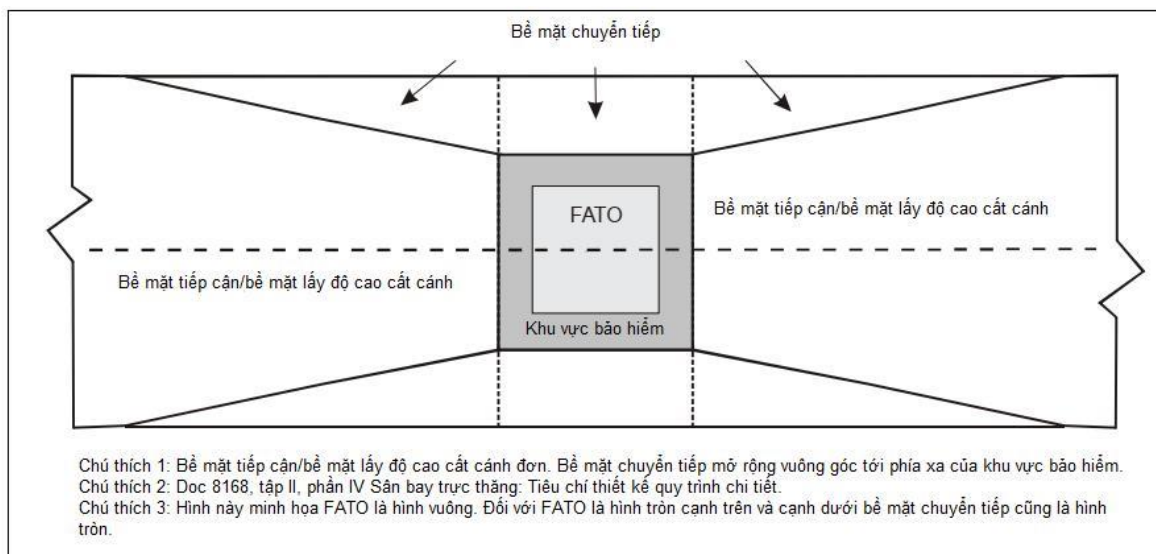 Bề mặt chuyển tiếp
FATO
Bề mặt tiếp cận/bề mặt lấy độ cao cất cánh
Bề mặt tiếp cận/bề mặt lấy độ cao cất cánh
Khu vực bảo hiểm
Chú thích 1: Bề mặt tiếp cận/bề mặt lấy độ cao cất cánh đơn. Bề mặt chuyển tiếp mở rộng vuông góc tới phía xa của khu vực bảo hiểm.
Chú thích 2: Doc 8168, tập II, phần IV Sân bay trực thăng: Tiêu chí thiết kế quy trình chi tiết.
Chú thích 3: Hình này minh họa FATO là hình vuông. Đối với FATO là hình tròn cạnh trên và cạnh dưới bề mặt chuyển tiếp cũng là hình
tròn.